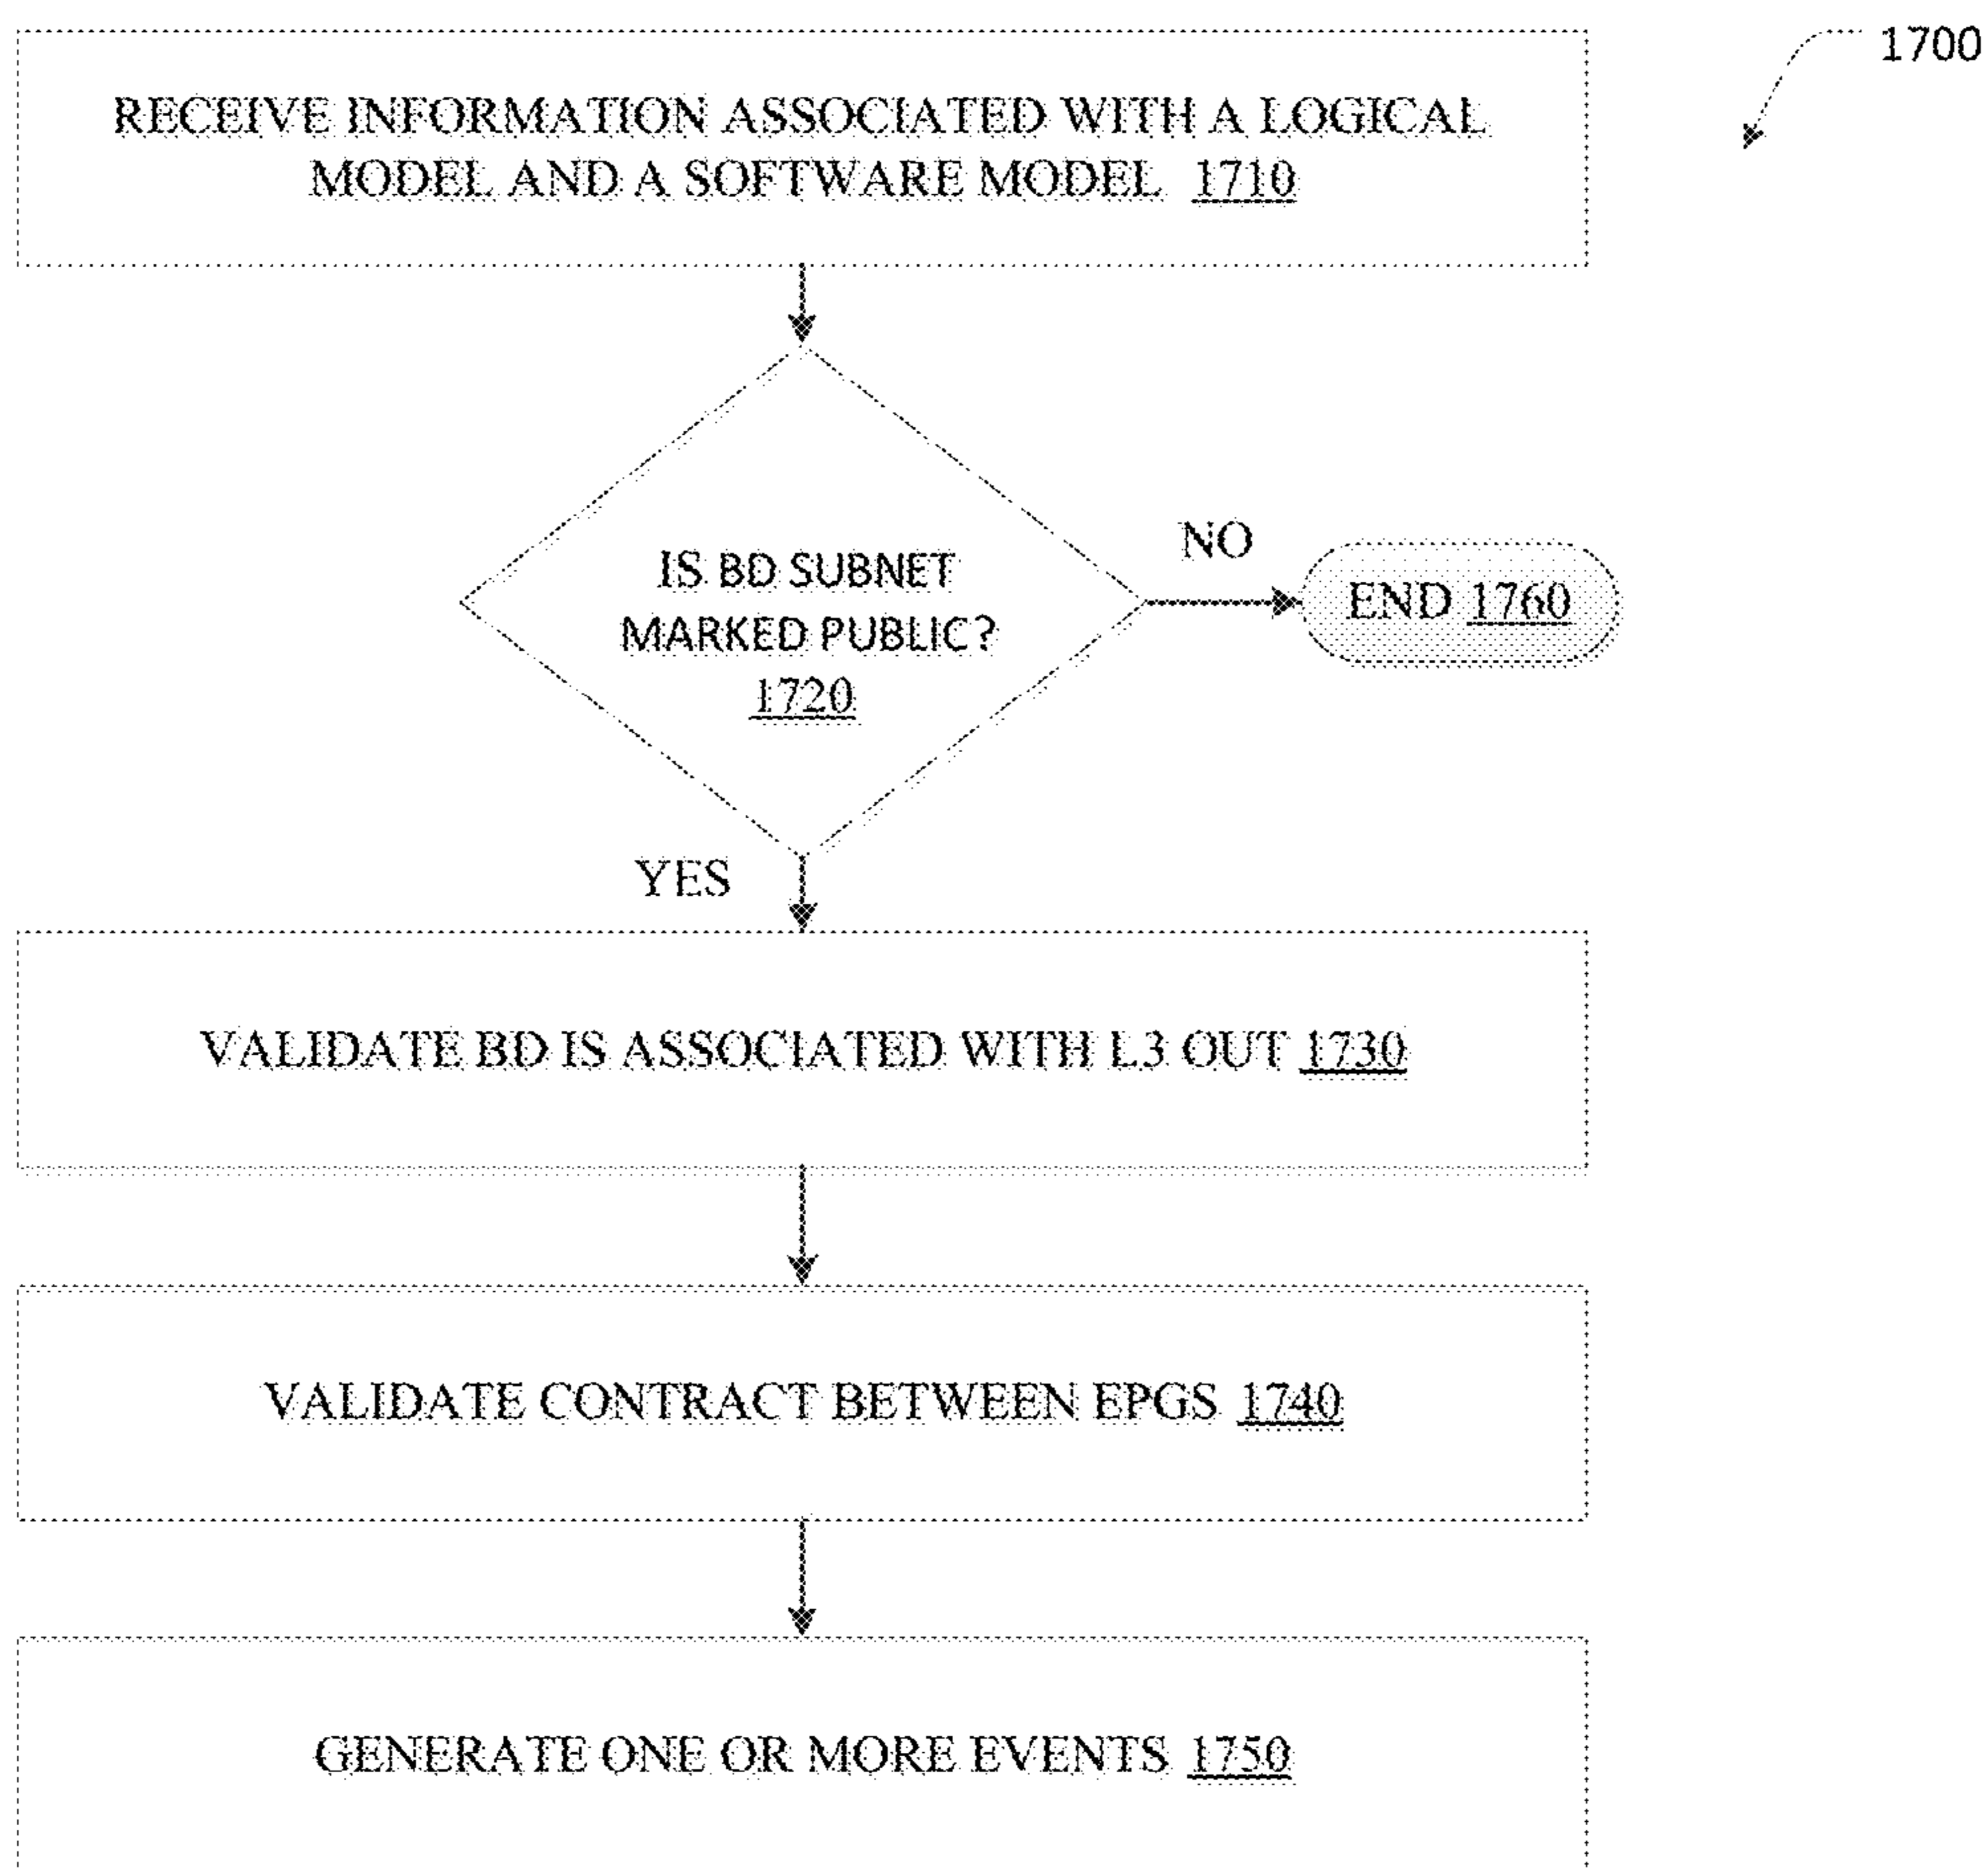 1700
RECEIVE INFORMATION ASSOCIATED WITH A LOGICAL
MODEL AND A SOFTWARE MODEL 1710
IS BD SUBNET
MARKED PUBLIC?
1720
NO
END 1760
YES
VALIDATE BD IS ASSOCIATED WITH L3 OUT 1730
VALIDATE CONTRACT BETWEEN EPGS 1740
GENERATE ONE OR MORE EVENTS 1750